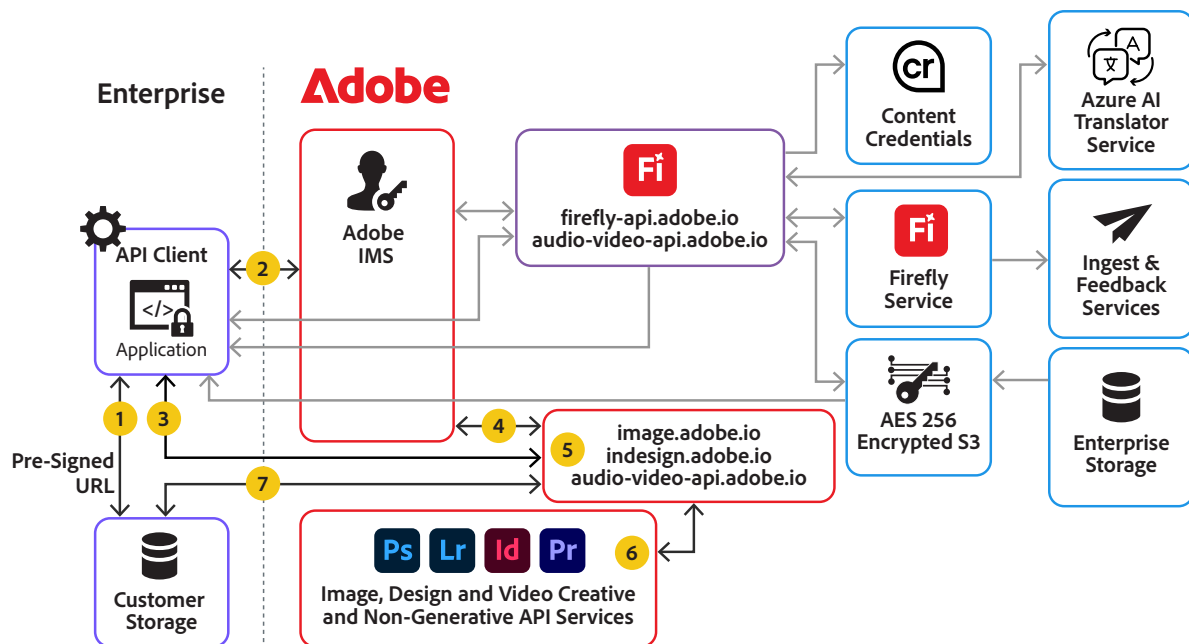 Enterprise
Adobe
cr
Content
Credentials
文
A
Azure AI
Translator
Service
Adobe
IMS
Fi
firefly-api.adobe.io
audio-video-api.adobe.io
API Client
</>
Application
2
Fi
Firefly
Service
Ingest &
Feedback
Services
1
3
4
AES 256
Encrypted S3
Enterprise
Storage
Pre-Signed
URL
5
image.adobe.io
indesign.adobe.io
audio-video-api.adobe.io
7
Customer
Storage
Ps
Lr
Id
Pr
6
Image, Design and Video Creative
and Non-Generative API Services